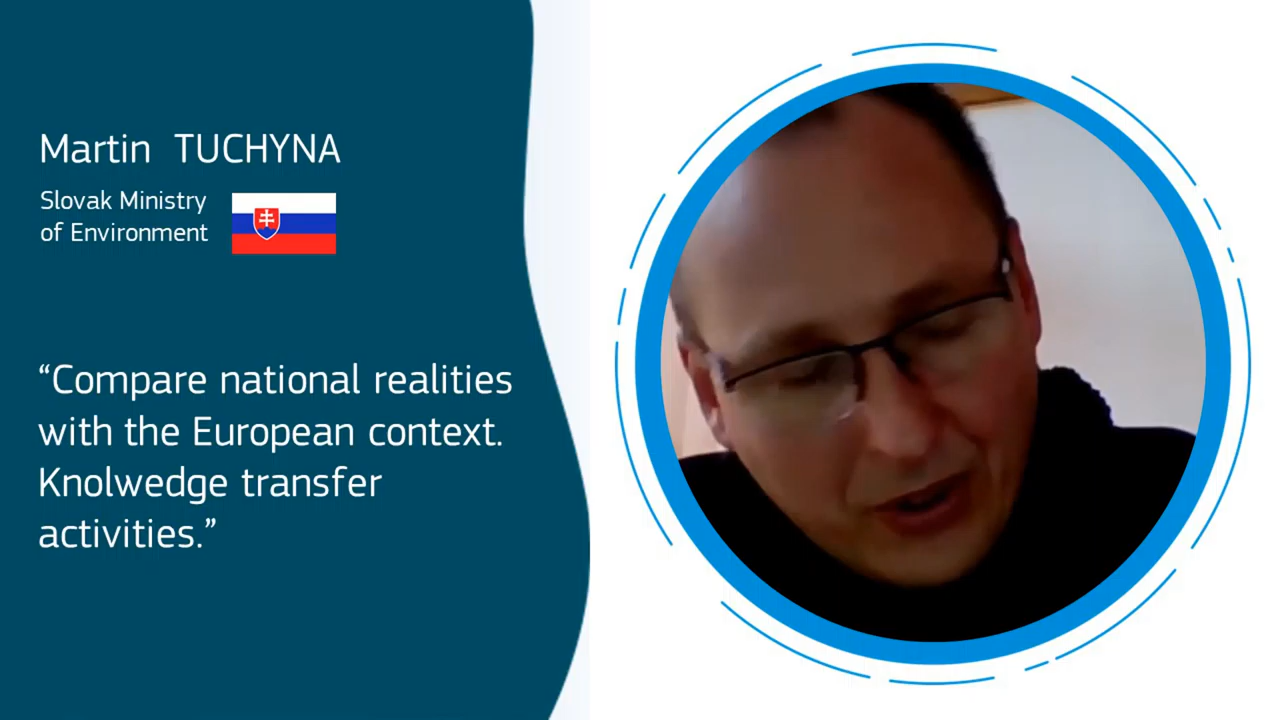 Martin TUCHYNA
Slovak Ministry
of Environment
“Compare national realities
with the European context.
Knolwedge transfer
activities.”